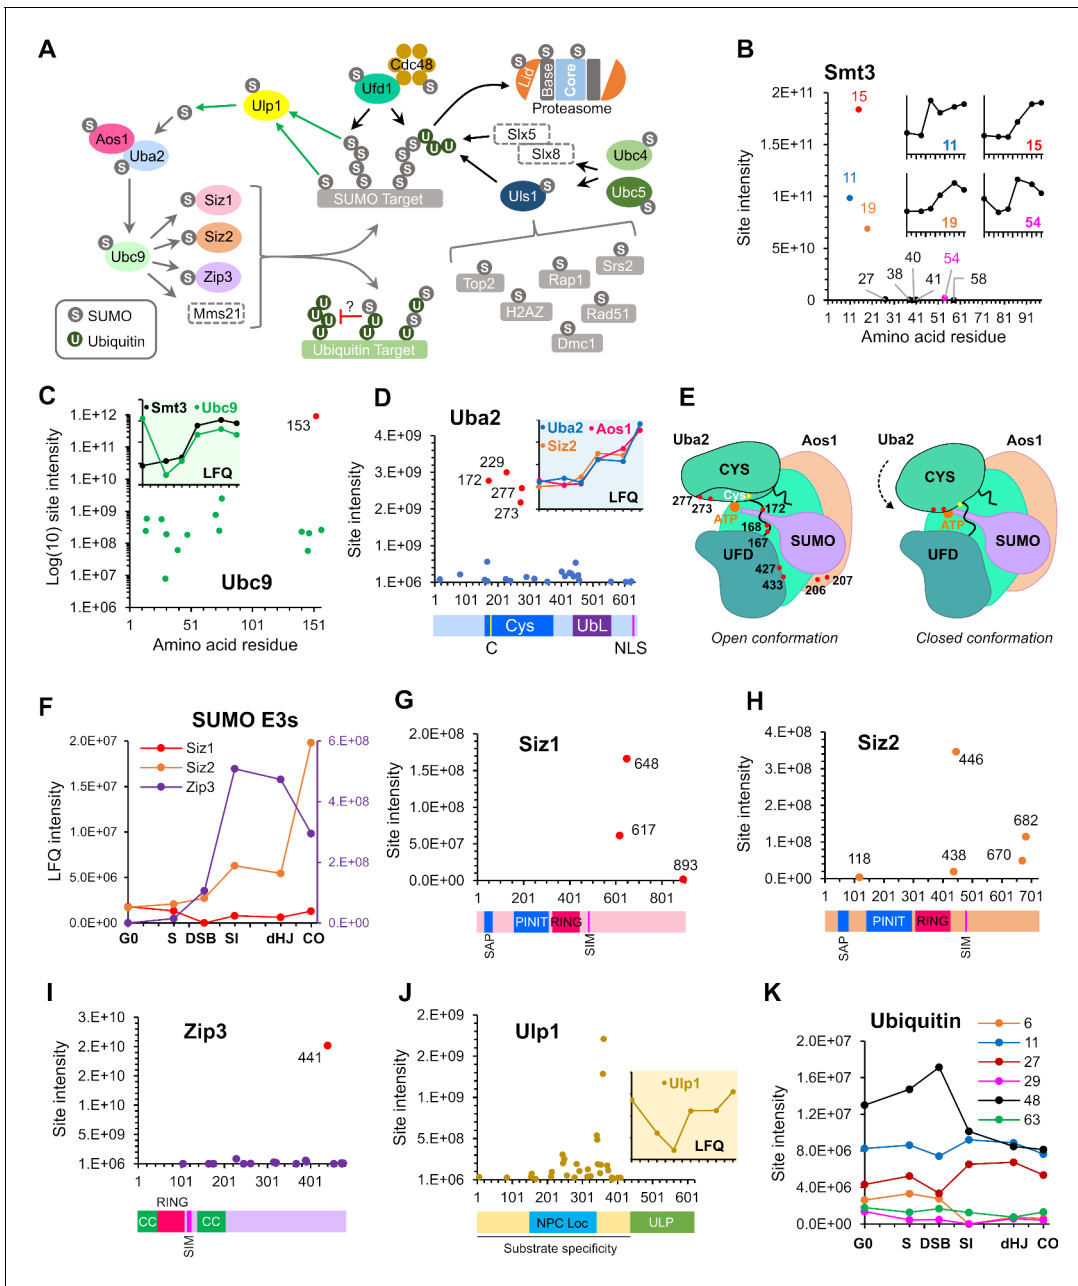 A
S
Cdc48
S
Ufd1
S
S
Ulp1
S
S
Aos1
Uba2
S
S
S
S
Lid
Base
Core
Proteasome
S
S
S
S
S
S
S
S
U
U
U
SUMO Target
Slx5
Slx8
S
Ubc4
Ubc5
S
Uls1
S
S
Siz1
S
Siz2
S
Zip3
Mms21
S
Ubc9
S
SUMO
U
Ubiquitin
?
Ubiquitin Target
S
Top2
S
Rap1
S
Srs2
S
H2AZ
S
Rad51
S
Dmc1
B
Smt3
Site intensity
2.E+11
2.E+11
1.E+11
5.E+10
0
15
11
19
27
38
40
41
54
58
11
15
19
54
1 11 21 31 41 51 61 71 81 91
Amino acid residue
C
Log(10) site intensity
1.E+12
1.E+11
1.E+10
1.E+09
1.E+08
1.E+07
1.E+06
Smt3 Ubc9
LFQ
153
Ubc9
1 51 101 151
Amino acid residue
D
Uba2
Site intensity
4.E+09
3.E+09
2.E+09
1.E+09
1.E+06
229
172
277
273
Uba2 Aos1
Siz2
LFQ
1 101 201 301 401 501 601
Cys
UbL
C
NLS
E
Uba2
Aos1
CYS
Cys
277
273
ATP
172
168
167
SUMO
UFD
427
433
207
206
Open conformation
Uba2
Aos1
CYS
ATP
SUMO
UFD
Closed conformation
F
SUMO E3s
LFQ intensity
2.0E+07
1.5E+07
1.0E+07
5.0E+06
0.0E+00
Siz1
Siz2
Zip3
6.E+08
4.E+08
2.E+08
0.E+00
G0 S DSB SI dHJ CO
G
Siz1
Site intensity
2.0E+08
1.5E+08
1.0E+08
5.0E+07
0.0E+00
648
617
893
1 201 401 601 801
PINIT
RING
SAP
SIM
H
Siz2
Site intensity
4.E+08
3.E+08
2.E+08
1.E+08
0.E+00
446
682
118
438
670
1 101 201 301 401 501 601 701
PINIT
RING
SAP
SIM
I
Zip3
Site intensity
3.E+10
2.E+10
2.E+10
1.E+10
5.E+09
1.E+06
441
1 101 201 301 401
RING
CC
CC
SIM
J
Ulp1
Site intensity
2.E+09
2.E+09
1.E+09
5.E+08
1.E+06
Ulp1
LFQ
1 101 201 301 401 501 601
NPC Loc
ULP
Substrate specificity
K
Ubiquitin
Site intensity
1.6E+07
1.2E+07
8.0E+06
4.0E+06
0.0E+00
6
11
27
29
48
63
G0 S DSB SI dHJ CO